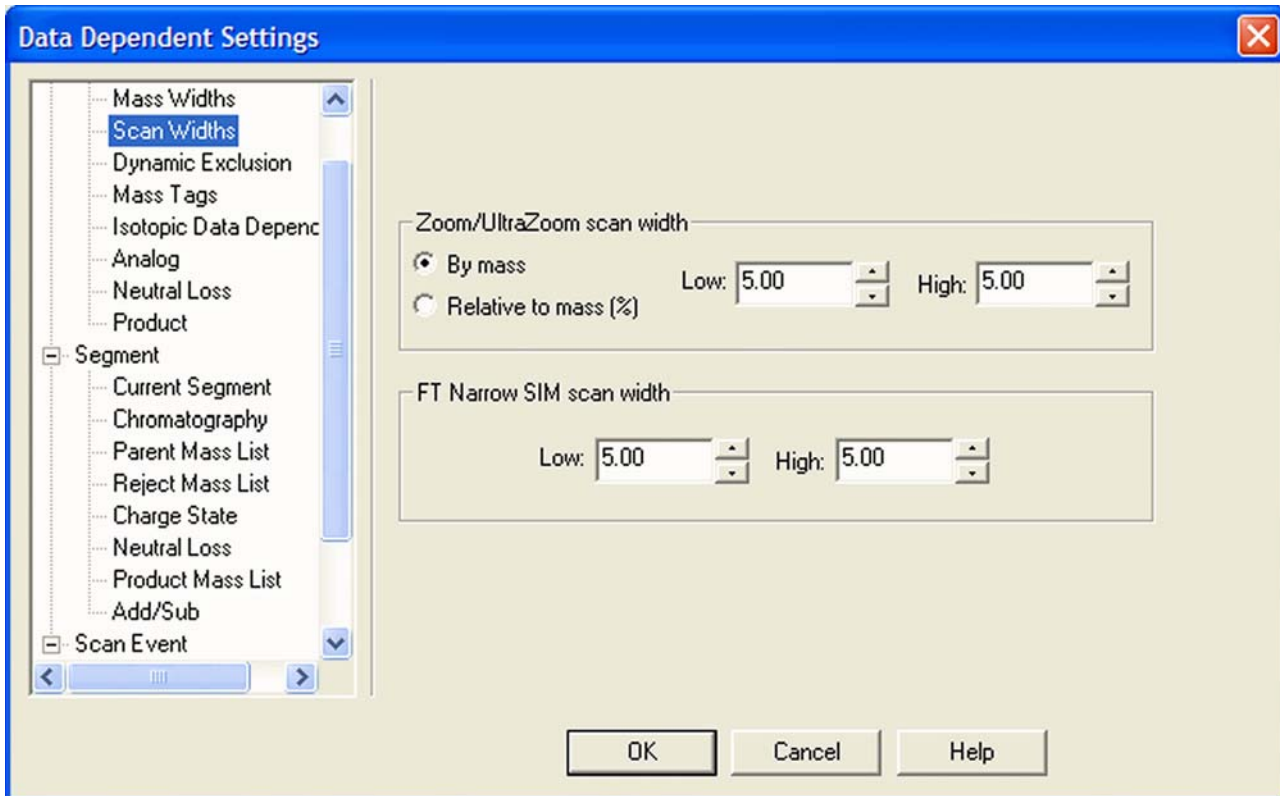 Data Dependent Settings
Mass Widths
Scan Widths
Dynamic Exclusion
Mass Tags
Isotopic Data Depenc
Analog
Neutral Loss
Product
Segment
Current Segment
Chromatography
Parent Mass List
Reject Mass List
Charge State
Neutral Loss
Product Mass List
Add/Sub
Scan Event
Zoom/UltraZoom scan width
By mass
Relative to mass (%)
Low: 5.00 High: 5.00
FT Narrow SIM scan width
Low: 5.00 High: 5.00
OK Cancel Help